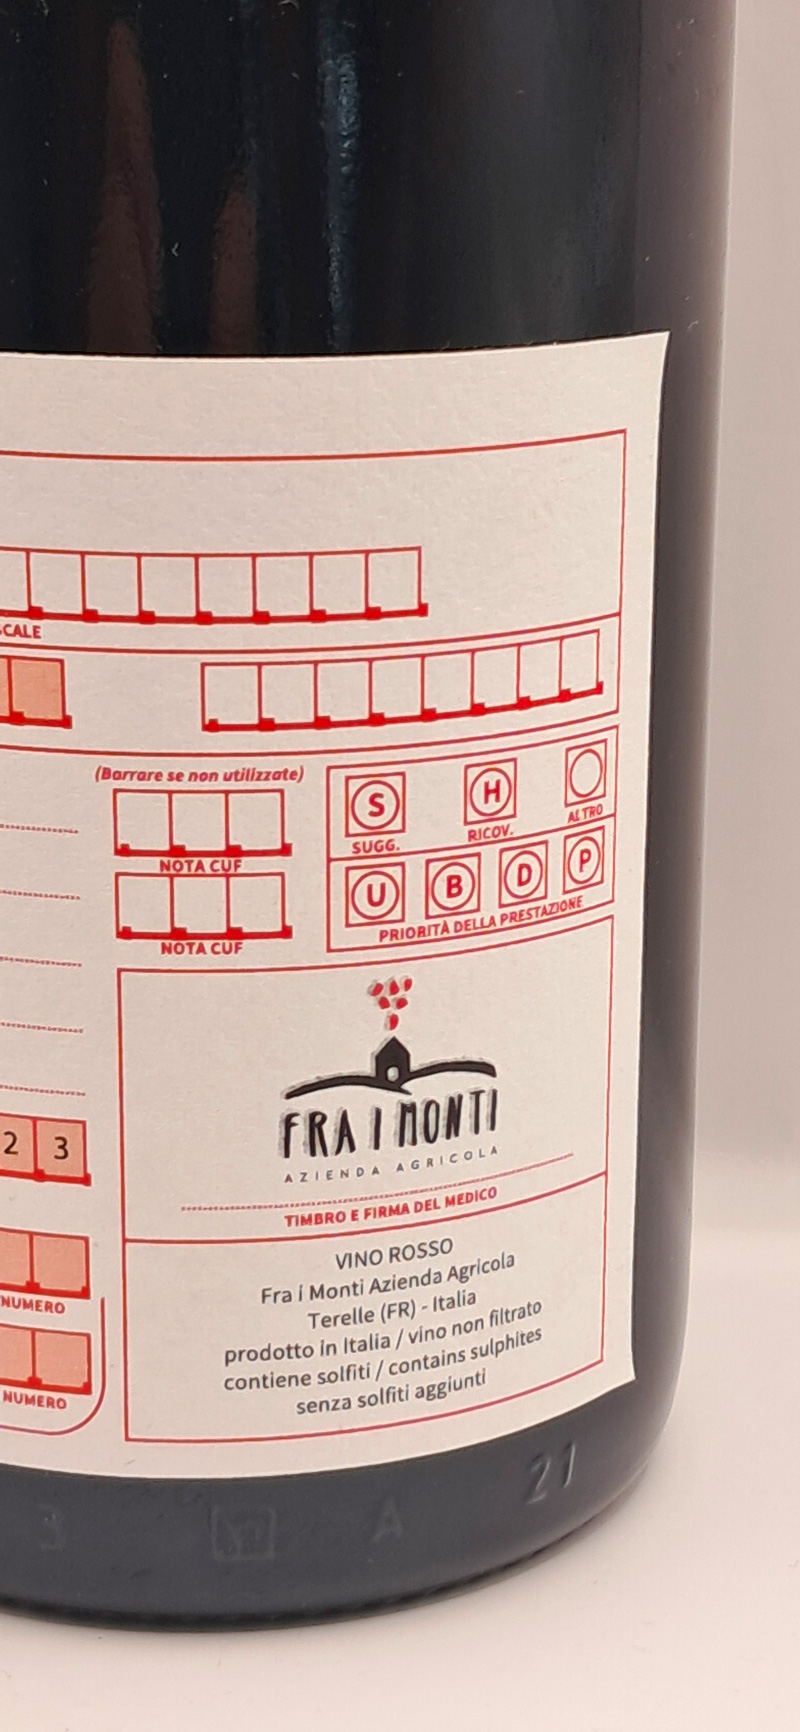 SCALE
(Barrare se non utilizzate)
NOTA CUF
NOTA CUF
S H
SUGG. RICOV. ALTRO
U B D P
PRIORITÀ DELLA PRESTAZIONE
FRA I MONTI
AZIENDA AGRICOLA
2 3
TIMBRO E FIRMA DEL MEDICO
NUMERO
NUMERO
VINO ROSSO
Fra i Monti Azienda Agricola
Terelle (FR) - Italia
prodotto in Italia / vino non filtrato
contiene solfiti / contains sulphites
senza solfiti aggiunti
3 A 21